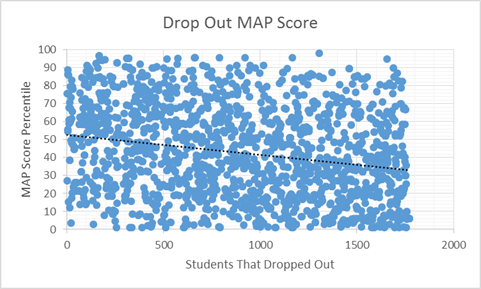 Drop Out MAP Score
MAP Score Percentile
100
90
80
70
60
50
40
30
20
10
0
0 500 1000 1500 2000
Students That Dropped Out